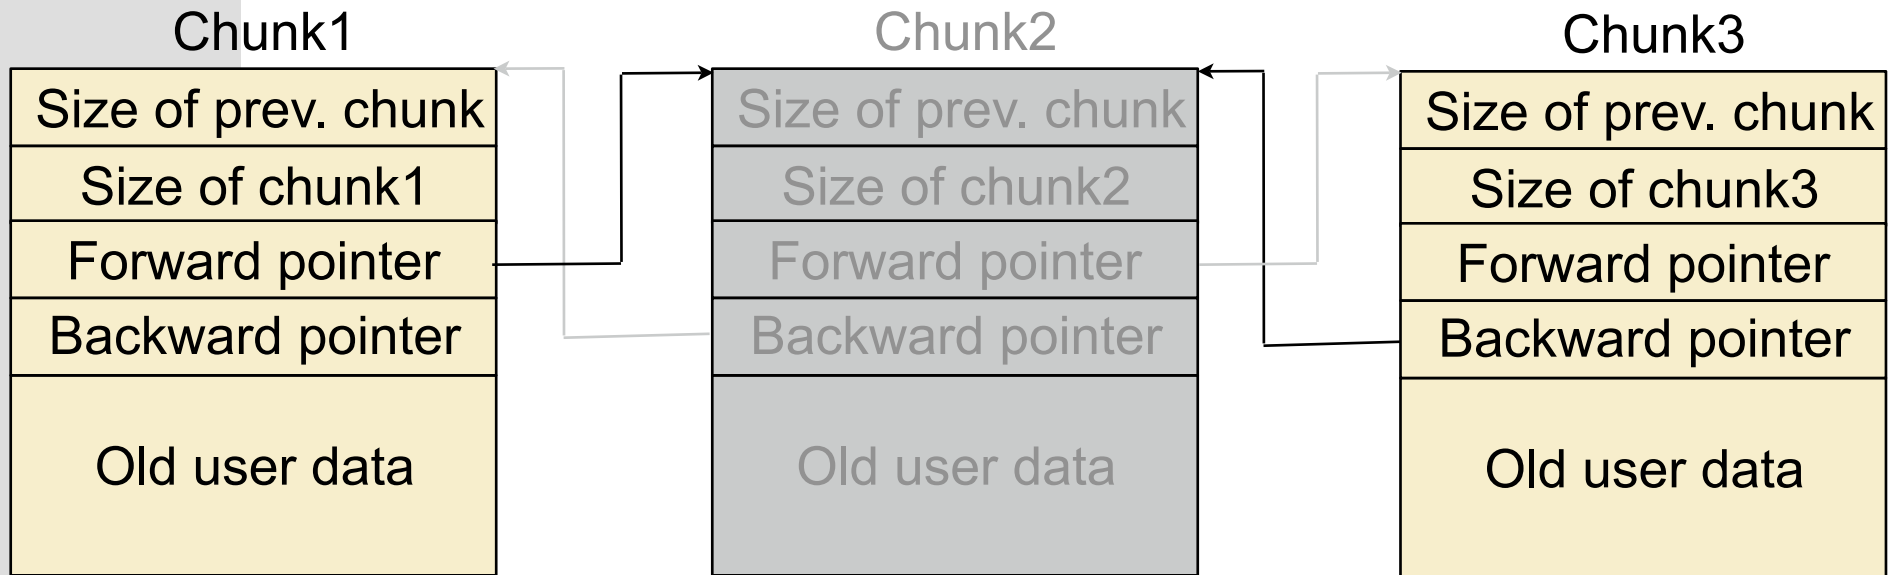 Chunk1
Size of prev. chunk
Size of chunk1
Forward pointer
Backward pointer
Old user data
Chunk2
Size of prev. chunk
Size of chunk2
Forward pointer
Backward pointer
Old user data
Chunk3
Size of prev. chunk
Size of chunk3
Forward pointer
Backward pointer
Old user data